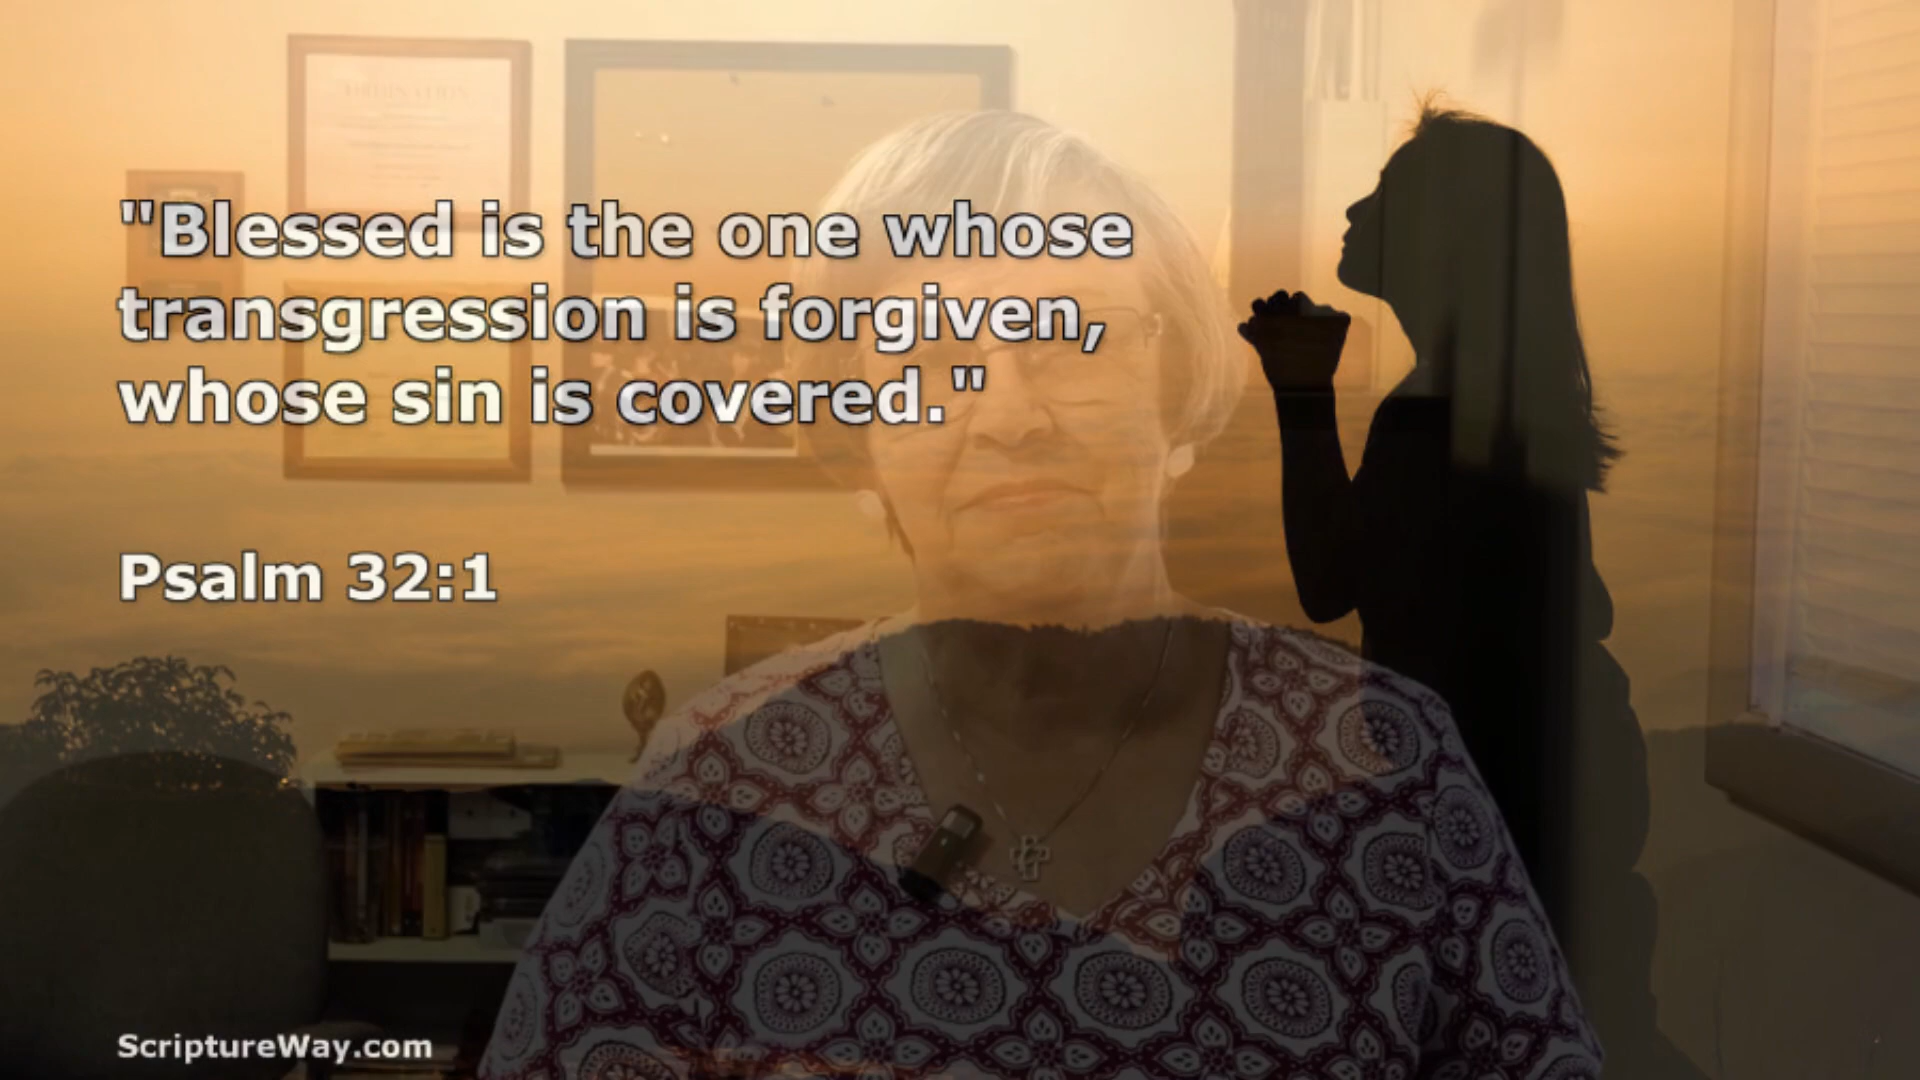 "Blessed is the one whose
transgression is forgiven,
whose sin is covered."
Psalm 32:1
ScriptureWay.com